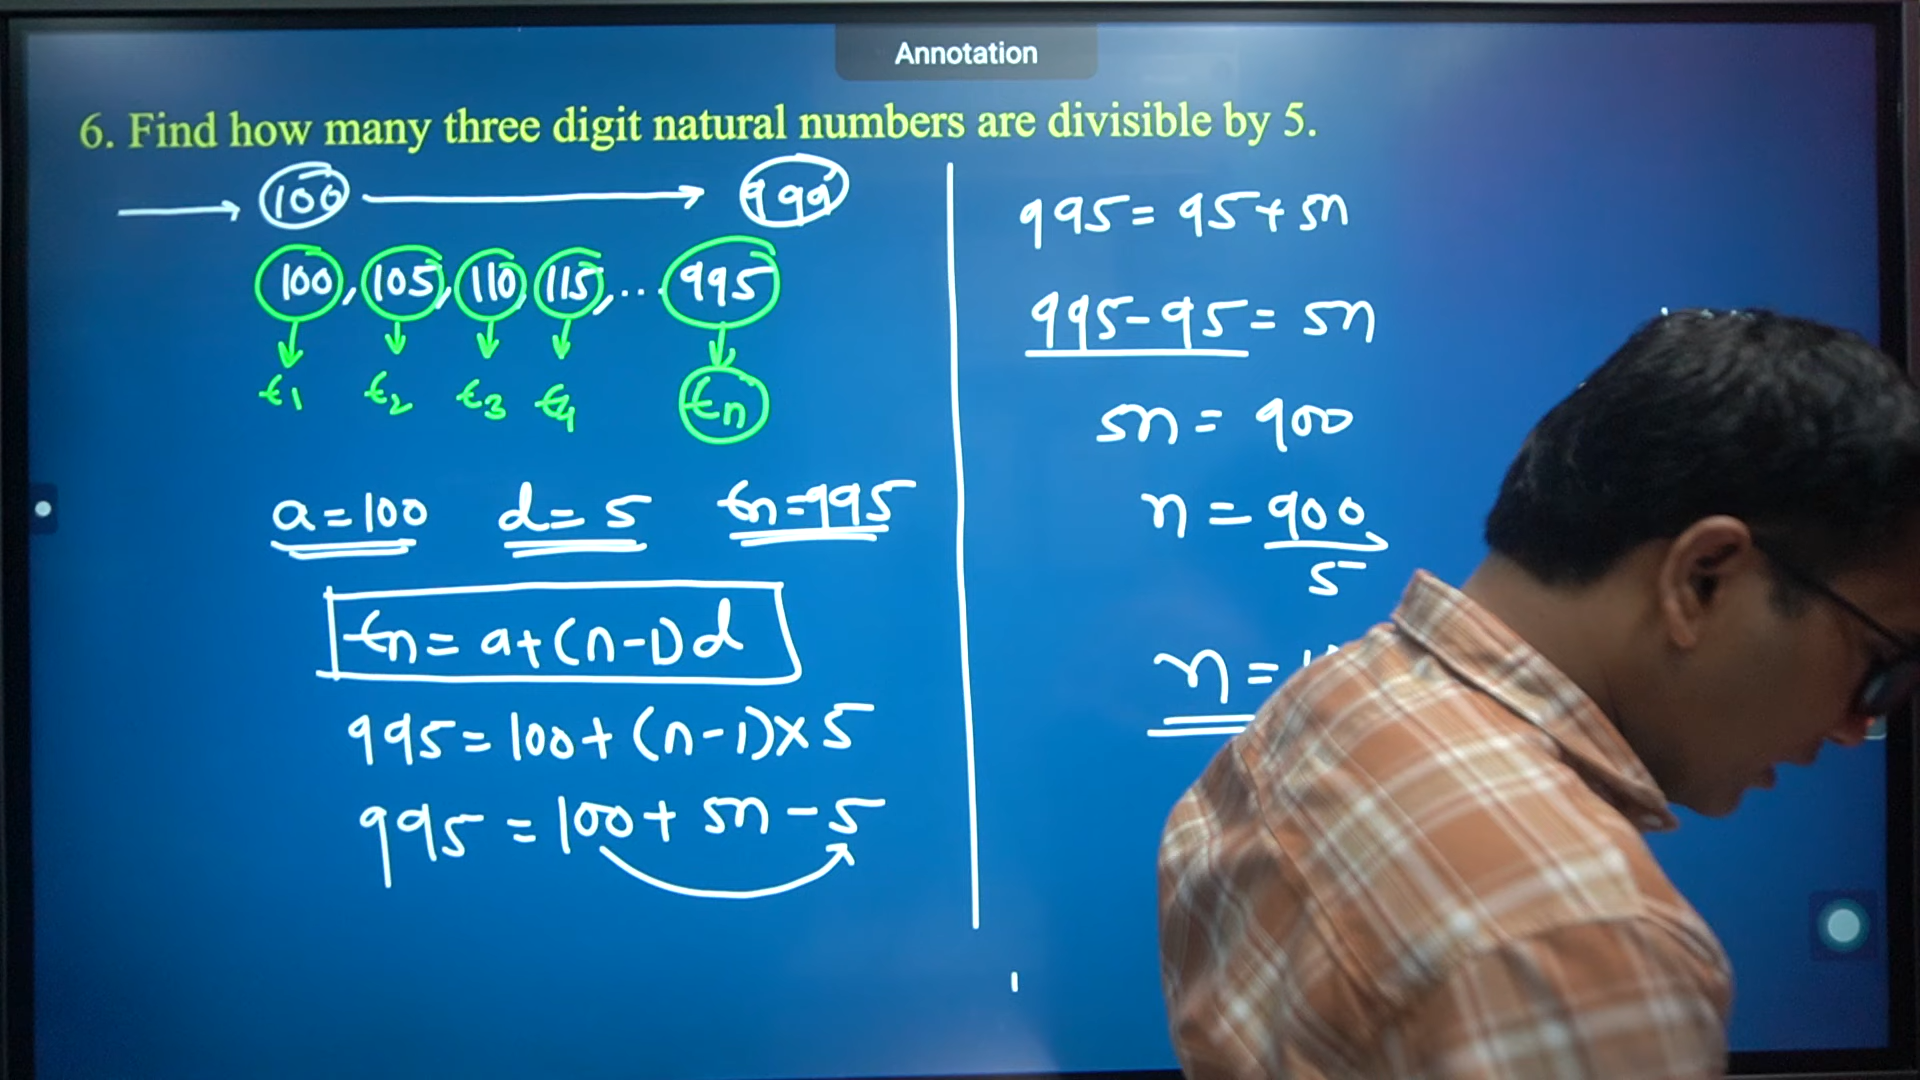 Annotation
6. Find how many three digit natural numbers are divisible by 5.
100 → 999
100, 105, 110, 115, ... 995
t1 t2 t3 t4 tn
a = 100 d = 5 tn = 995
tn = a + (n-1) d
995 = 100 + (n-1) × 5
995 = 100 + 5n - 5
995 = 95 + 5n
995 - 95 = 5n
5n = 900
n = 900
5
n =